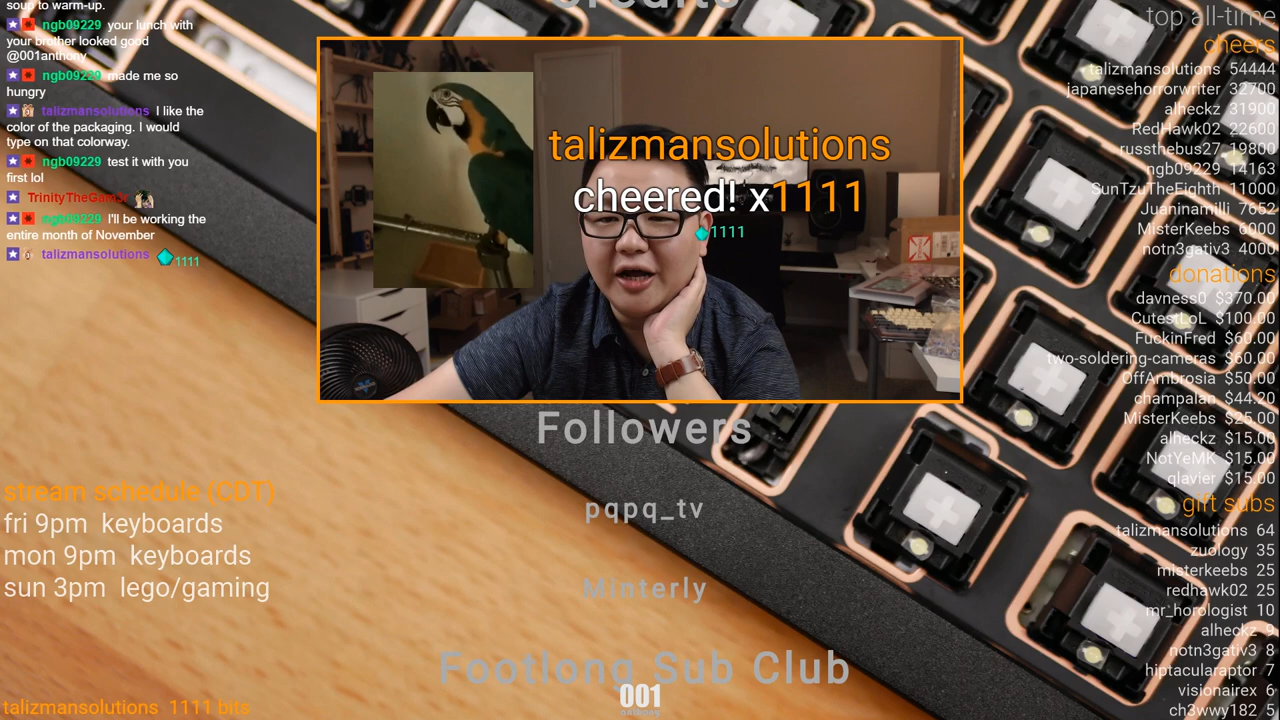 soup to warm-up.
ngb09229 your lunch with
your brother looked good
@001anthony
ngb09229 made me so
hungry
talizmansolutions I like the
color of the packaging. I would
type on that colorway.
ngb09229 test it with you
first lol
ngb09229 I'll be working the
entire month of November
talizmansolutions 1111
stream schedule (CDT)
fri 9pm keyboards
mon 9pm keyboards
sun 3pm lego/gaming
talizmansolutions 1111 bits
credits
talizmansolutions
cheered! x1111
1111
Followers
pqpq_tv
Minterly
Footlong Sub Club
001
top all-time
cheers
talizmansolutions 54444
japanesehorrorwriter 32700
alheckz 31900
RedHawk02 22600
russthebus27 19800
ngb09229 14163
SunTzuTheEighth 11000
Juaninamilli 7652
MisterKeebs 6000
notn3gativ3 4000
donations
davness0 $370.00
CutestLoL $100.00
FuckinFred $60.00
two-soldering-cameras $60.00
OffAmbrosia $50.00
champalan $44.20
MisterKeebs $25.00
alheckz $15.00
NotYeMK $15.00
glavier $15.00
gift subs
talizmansolutions 64
zuology 35
misterkeebs 25
redhawk02 25
mr_horologist 10
alheckz 9
notn3gativ3 8
hiptacularaptor 7
visionairex 6
ch3wwy182 5